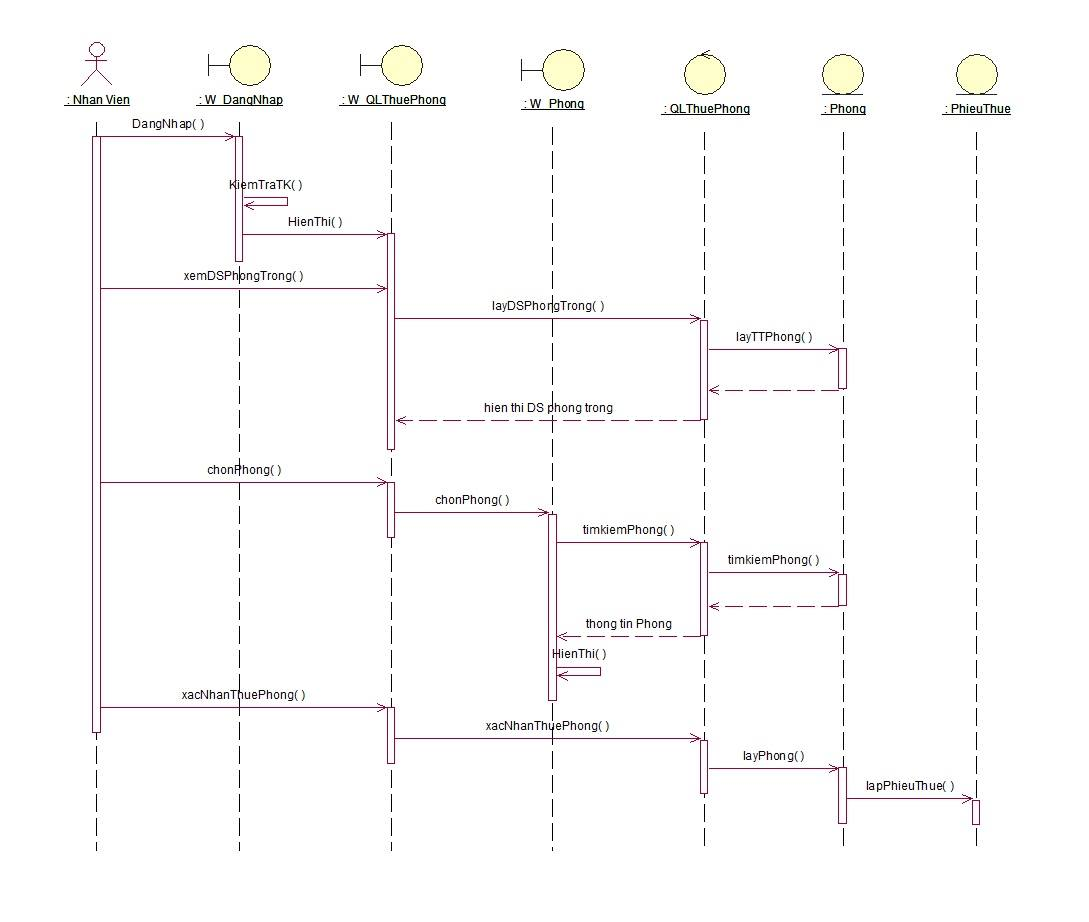 : Nhan Vien
: W_DangNhap
: W_QLThuePhong
: W_Phong
: QLThuePhong
: Phong
: PhieuThue
DangNhap( )
KiemTraTK( )
HienThi( )
xemDSPhongTrong( )
layDSPhongTrong( )
layTTPhong( )
hien thi DS phong trong
chonPhong( )
chonPhong( )
timkiemPhong( )
timkiemPhong( )
thong tin Phong
HienThi( )
xacNhanThuePhong( )
xacNhanThuePhong( )
layPhong( )
lapPhieuThue( )